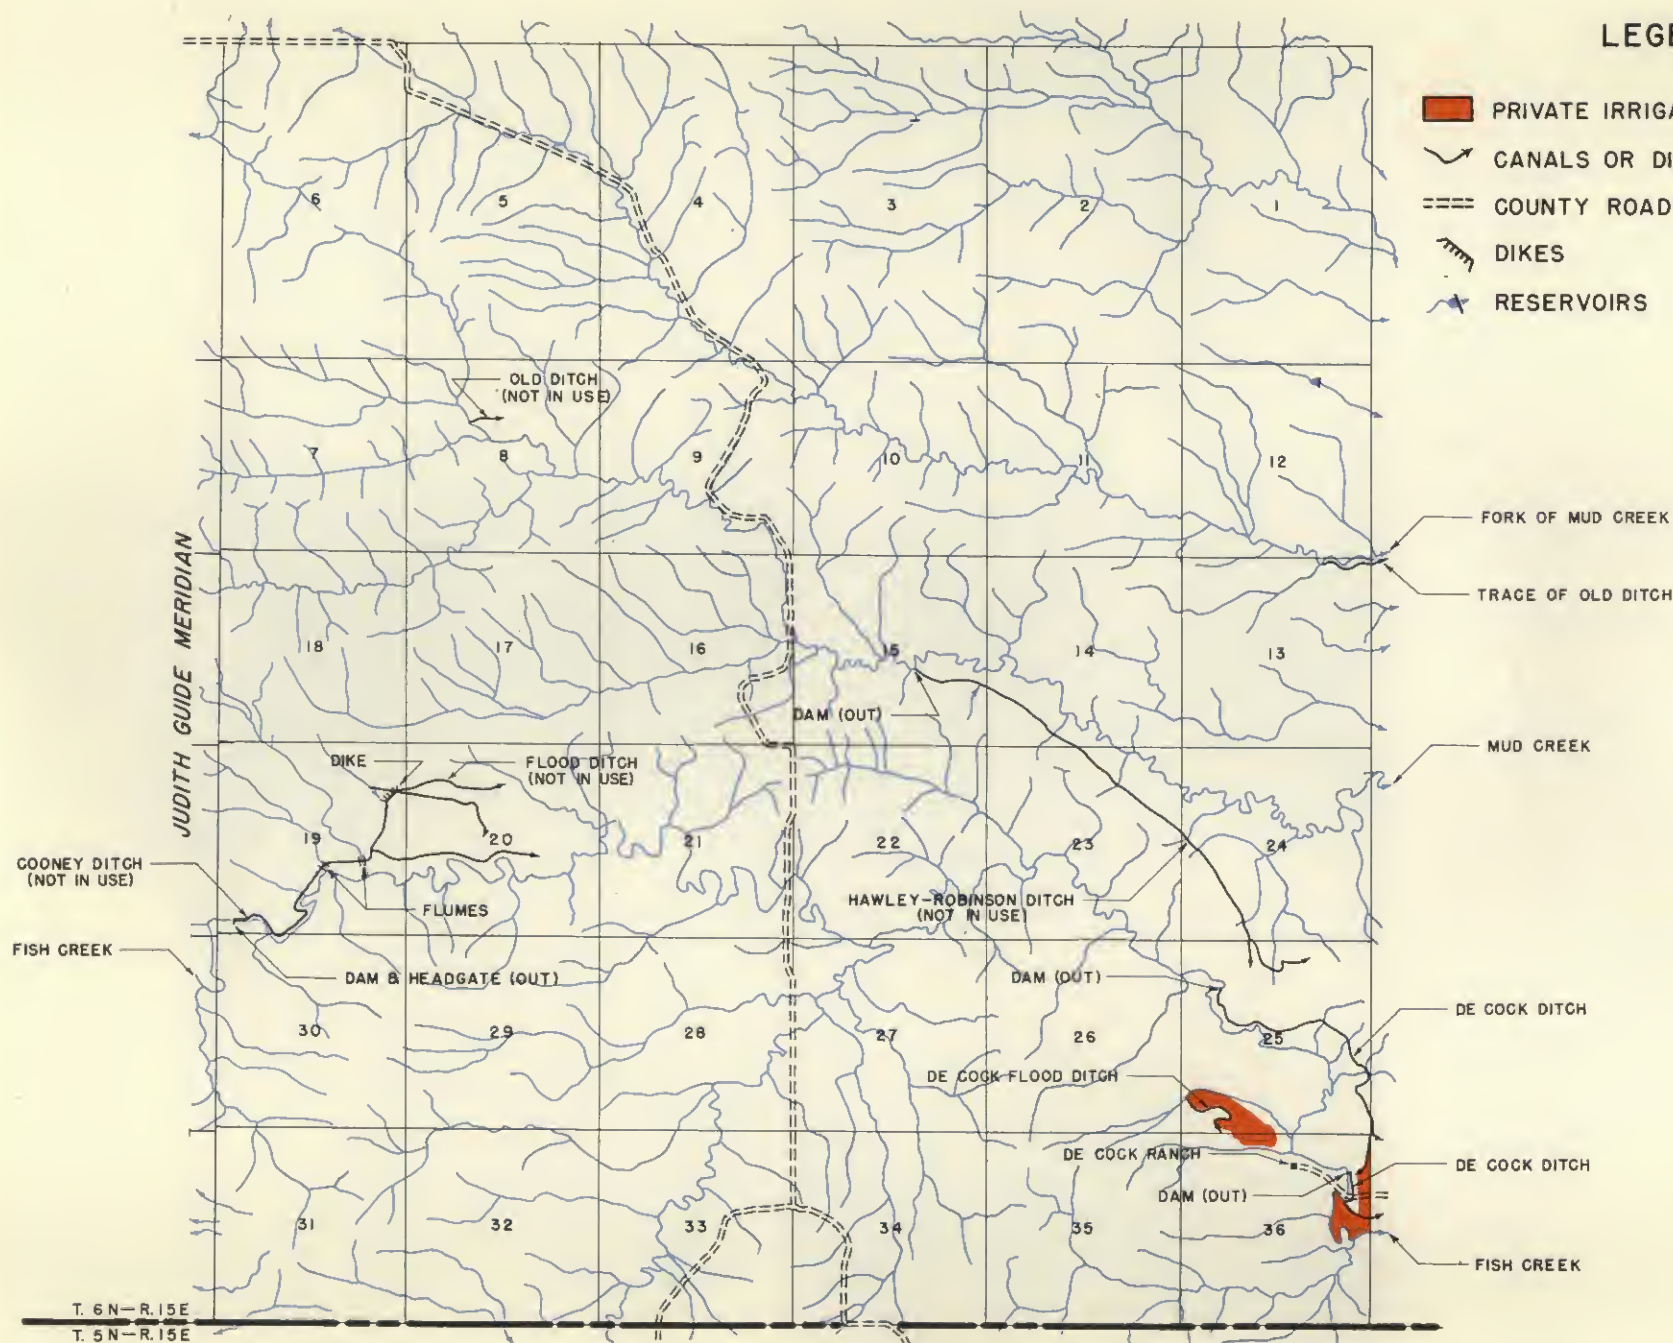 LEGE
PRIVATE IRRIGA
CANALS OR DI
COUNTY ROAD
DIKES
RESERVOIRS
6
5
4
3
2
1
OLD DITCH
(NOT IN USE)
7
8
9
10
11
12
FORK OF MUD CREEK
TRACE OF OLD DITCH
JUDITH GUIDE MERIDIAN
18
17
16
15
14
13
DAM (OUT)
MUD CREEK
DIKE
FLOOD DITCH
(NOT IN USE)
19
20
21
22
23
24
COONEY DITCH
(NOT IN USE)
FLUMES
HAWLEY-ROBINSON DITCH
(NOT IN USE)
FISH CREEK
DAM & HEADGATE (OUT)
DAM (OUT)
DE COCK DITCH
30
29
28
27
26
25
DE COCK FLOOD DITCH
DE COCK RANCH
DE COCK DITCH
DAM (OUT)
31
32
33
34
35
36
FISH CREEK
T. 6 N-R. 15 E
T. 5 N-R. 15 E